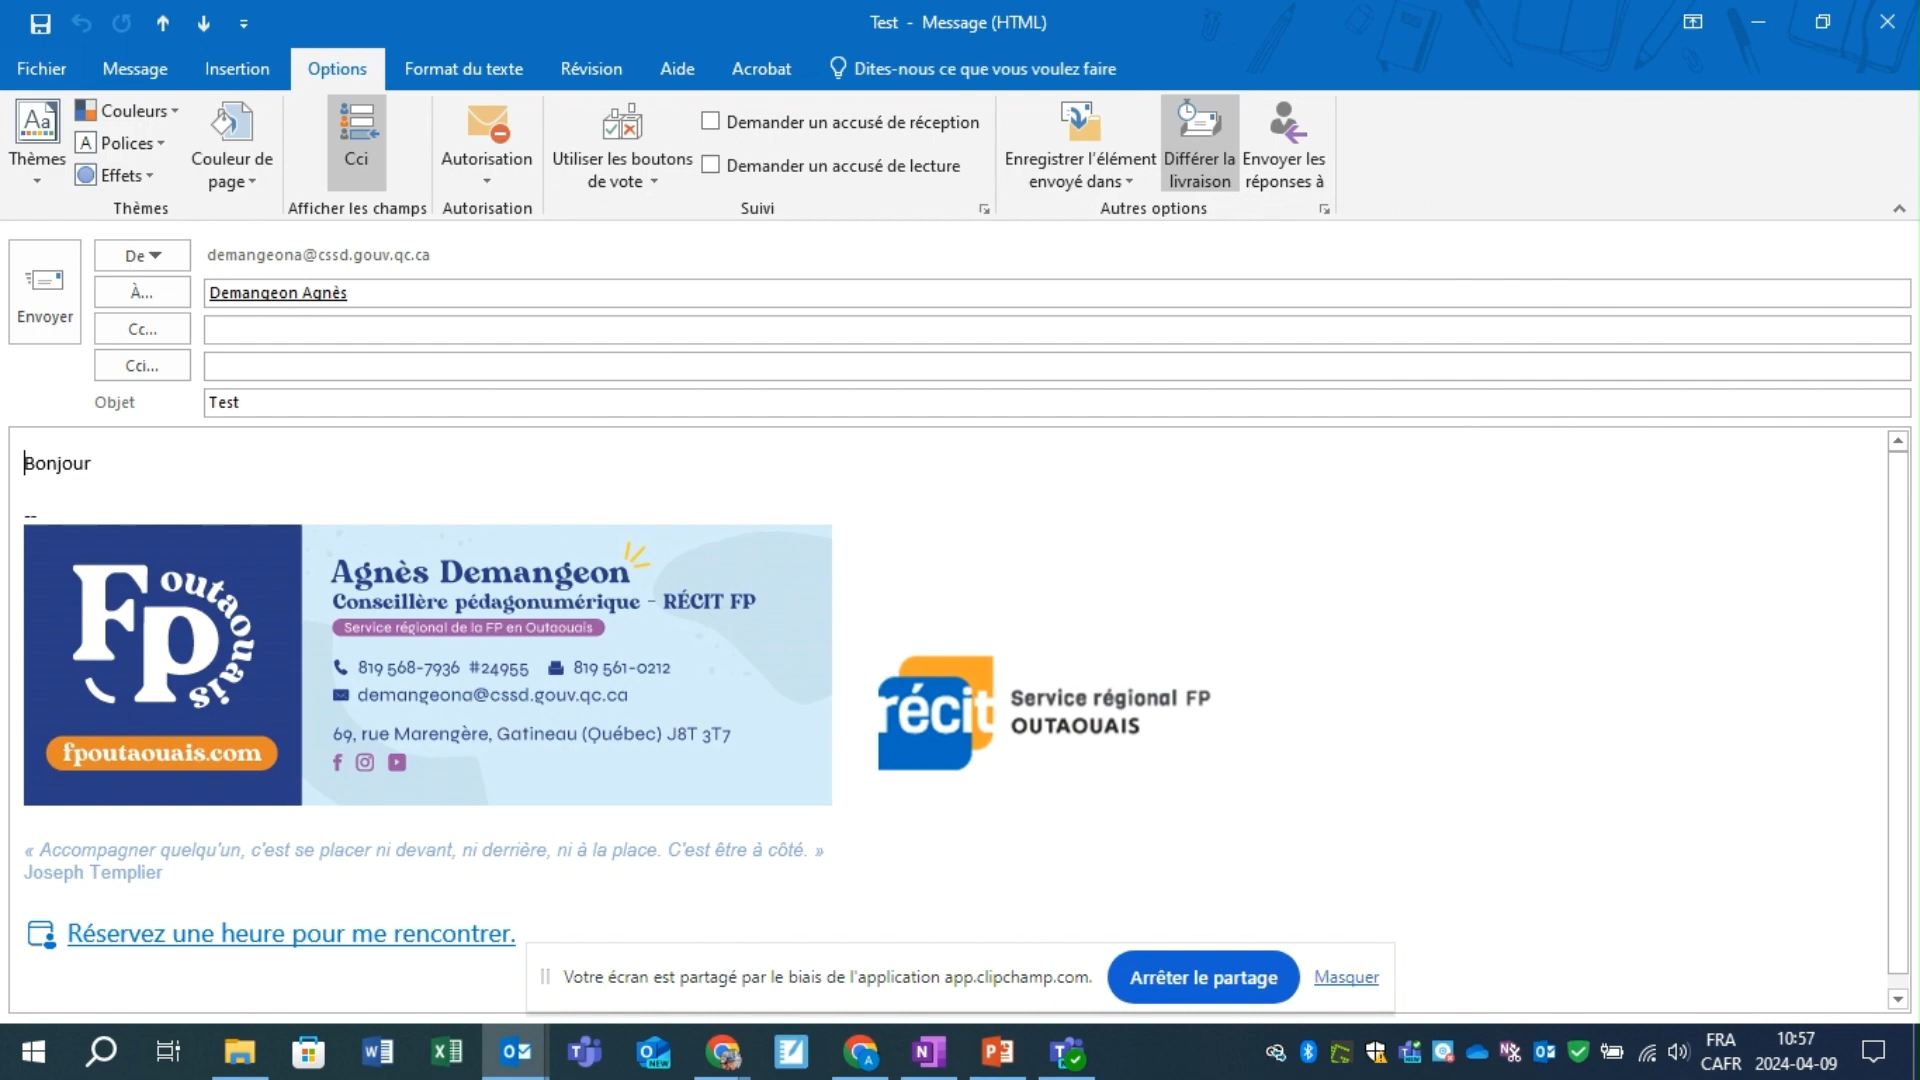 Test - Message (HTML)
Fichier Message Insertion Options Format du texte Révision Aide Acrobat Dites-nous ce que vous voulez faire
Aa
Thèmes
Couleurs
A Polices
Effets
Couleur de
page
Thèmes
Cci
Afficher les champs
Autorisation
Autorisation
Utiliser les boutons
de vote
Demander un accusé de réception
Demander un accusé de lecture
Suivi
Enregistrer l'élément
envoyé dans
Différer la
livraison
Envoyer les
réponses à
Autres options
Envoyer
De demangeona@cssd.gouv.qc.ca
À... Demangeon Agnès
Cc...
Cci...
Objet Test
Bonjour
--
FP outaouais
fpoutaouais.com
Agnès Demangeon
Conseillère pédagonumérique - RÉCIT FP
Service régional de la FP en Outaouais
819 568-7936 #24955 819 561-0212
demangeona@cssd.gouv.qc.ca
69, rue Marengère, Gatineau (Québec) J8T 3T7
récit
Service régional FP
OUTAOUAIS
« Accompagner quelqu'un, c'est se placer ni devant, ni derrière, ni à la place. C'est être à côté. »
Joseph Templier
Réservez une heure pour me rencontrer.
Votre écran est partagé par le biais de l'application app.clipchamp.com. Arrêter le partage Masquer
FRA
CAFR
10:57
2024-04-09